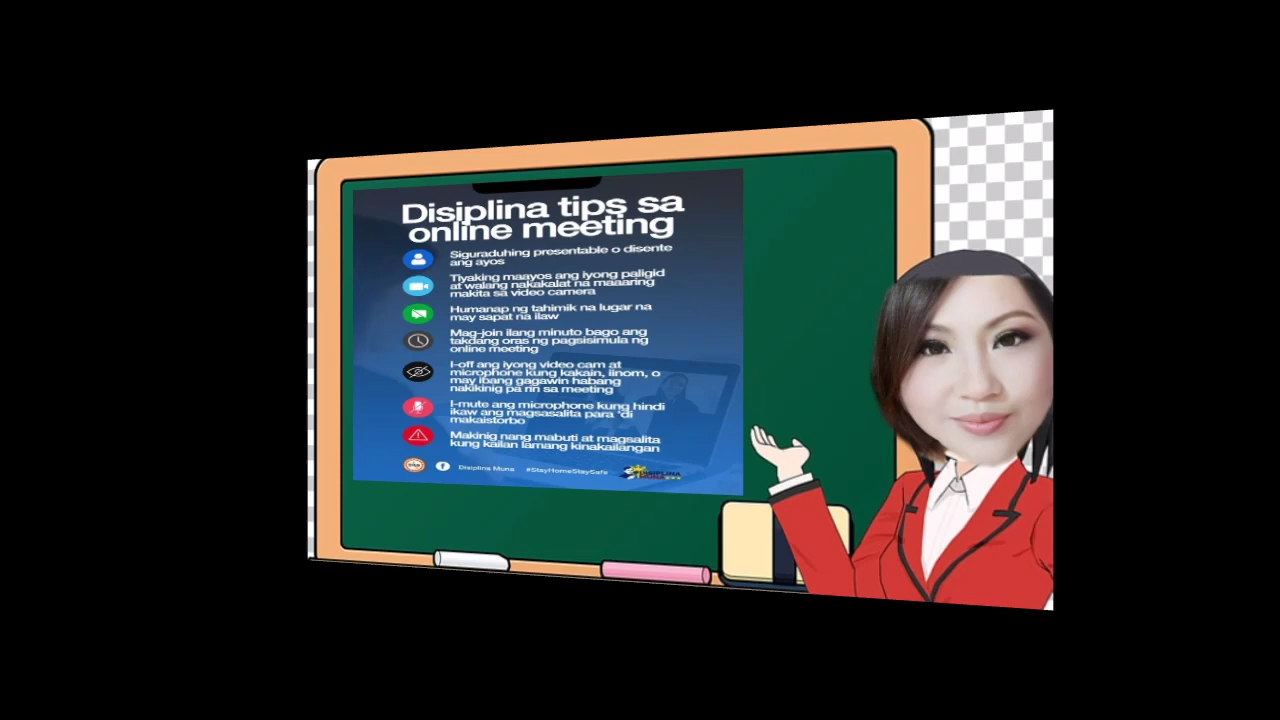 Disiplina tips sa
online meeting
Siguraduhing presentable o disente
ang ayos
Tiyaking maayos ang iyong paligid
at walang nakakalat na maaaring
makita sa video camera
Humanap ng tahimik na lugar na
may sapat na ilaw
Mag-join ilang minuto bago ang
takdang oras ng pagsisimula ng
online meeting
I-off ang iyong video cam at
microphone kung kakain, iinom, o
may ibang gagawin habang
nakikinig pa rin sa meeting
I-mute ang microphone kung hindi
ikaw ang magsasalita para 'di
makaistorbo
Makinig nang mabuti at magsalita
kung kailan lamang kinakailangan
Disiplina Muna #StayHomeStaySafe
DISIPLINA
MUNA